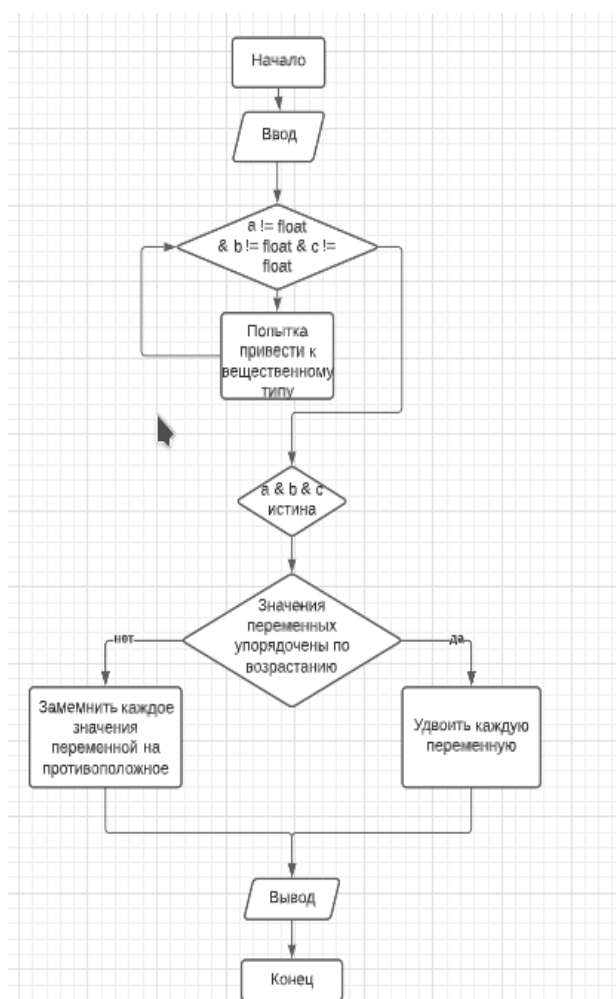 Начало
Ввод
a != float
& b != float & c !=
float
Попытка
привести к
вещественному
типу
a & b & c
истина
Значения
переменных
упорядочены по
возрастанию
нет
да
Замемнить каждое
значения
переменной на
противоположное
Удвоить каждую
переменную
Вывод
Конец